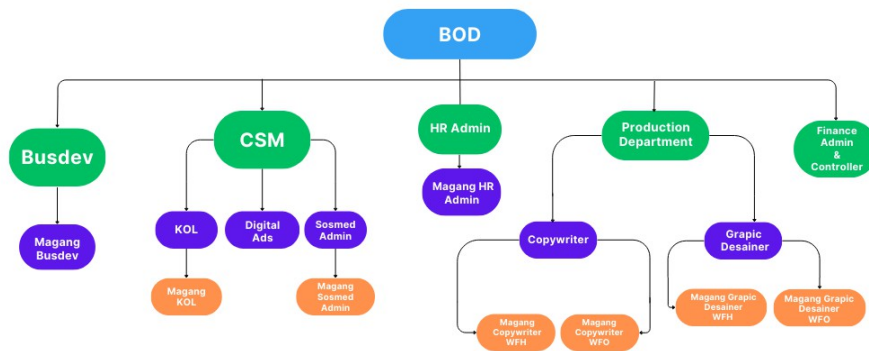 BOD
Busdev
CSM
HR Admin
Production
Department
Finance
Admin
&
Controller
Magang
Busdev
KOL
Digital
Ads
Sosmed
Admin
Magang HR
Admin
Copywriter
Grapic
Desainer
Magang
KOL
Magang
Sosmed
Admin
Magang
Copywriter
WFH
Magang
Copywriter
WFO
Magang Grapic
Desainer
WFH
Magang Grapic
Desainer
WFO